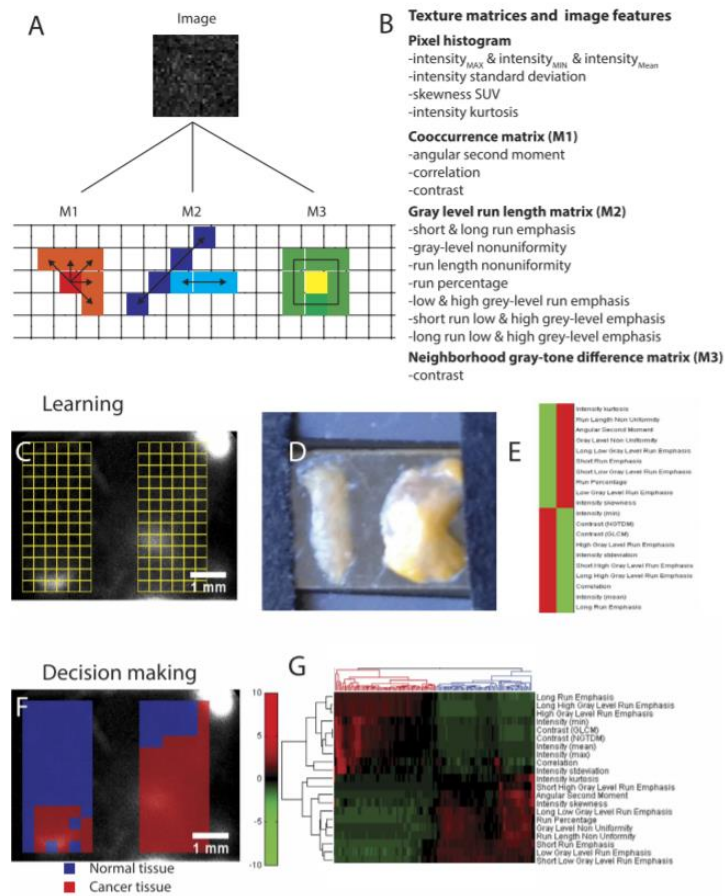 A
Image
M1
M2
M3
B
Texture matrices and image features
Pixel histogram
-intensityMAX & intensityMIN & intensityMean
-intensity standard deviation
-skewness SUV
-intensity kurtosis
Cooccurrence matrix (M1)
-angular second moment
-correlation
-contrast
Gray level run length matrix (M2)
-short & long run emphasis
-gray-level nonuniformity
-run length nonuniformity
-run percentage
-low & high grey-level run emphasis
-short run low & high grey-level emphasis
-long run low & high grey-level emphasis
Neighborhood gray-tone difference matrix (M3)
-contrast
Learning
C
1 mm
D
E
Intensity kurtosis
Run Length Non Uniformity
Angular Second Moment
Gray Level Non Uniformity
Long Low Gray Level Run Emphasis
Short Run Emphasis
Short Low Gray Level Run Emphasis
Run Percentage
Low Gray Level Run Emphasis
Intensity skewness
Intensity (min)
Contrast (NGTDM)
Contrast (GLCM)
High Gray Level Run Emphasis
Intensity stdeviation
Short High Gray Level Run Emphasis
Long High Gray Level Run Emphasis
Correlation
Intensity (mean)
Long Run Emphasis
Decision making
F
1 mm
Normal tissue
Cancer tissue
10
5
0
-5
-10
G
Long Run Emphasis
Long High Gray Level Run Emphasis
High Gray Level Run Emphasis
Intensity (min)
Contrast (GLCM)
Contrast (NGTDM)
Intensity (mean)
Intensity (max)
Correlation
Intensity stdeviation
Intensity kurtosis
Short High Gray Level Run Emphasis
Angular Second Moment
Intensity skewness
Long Low Gray Level Run Emphasis
Run Percentage
Gray Level Non Uniformity
Run Length Non Uniformity
Short Run Emphasis
Low Gray Level Run Emphasis
Short Low Gray Level Run Emphasis